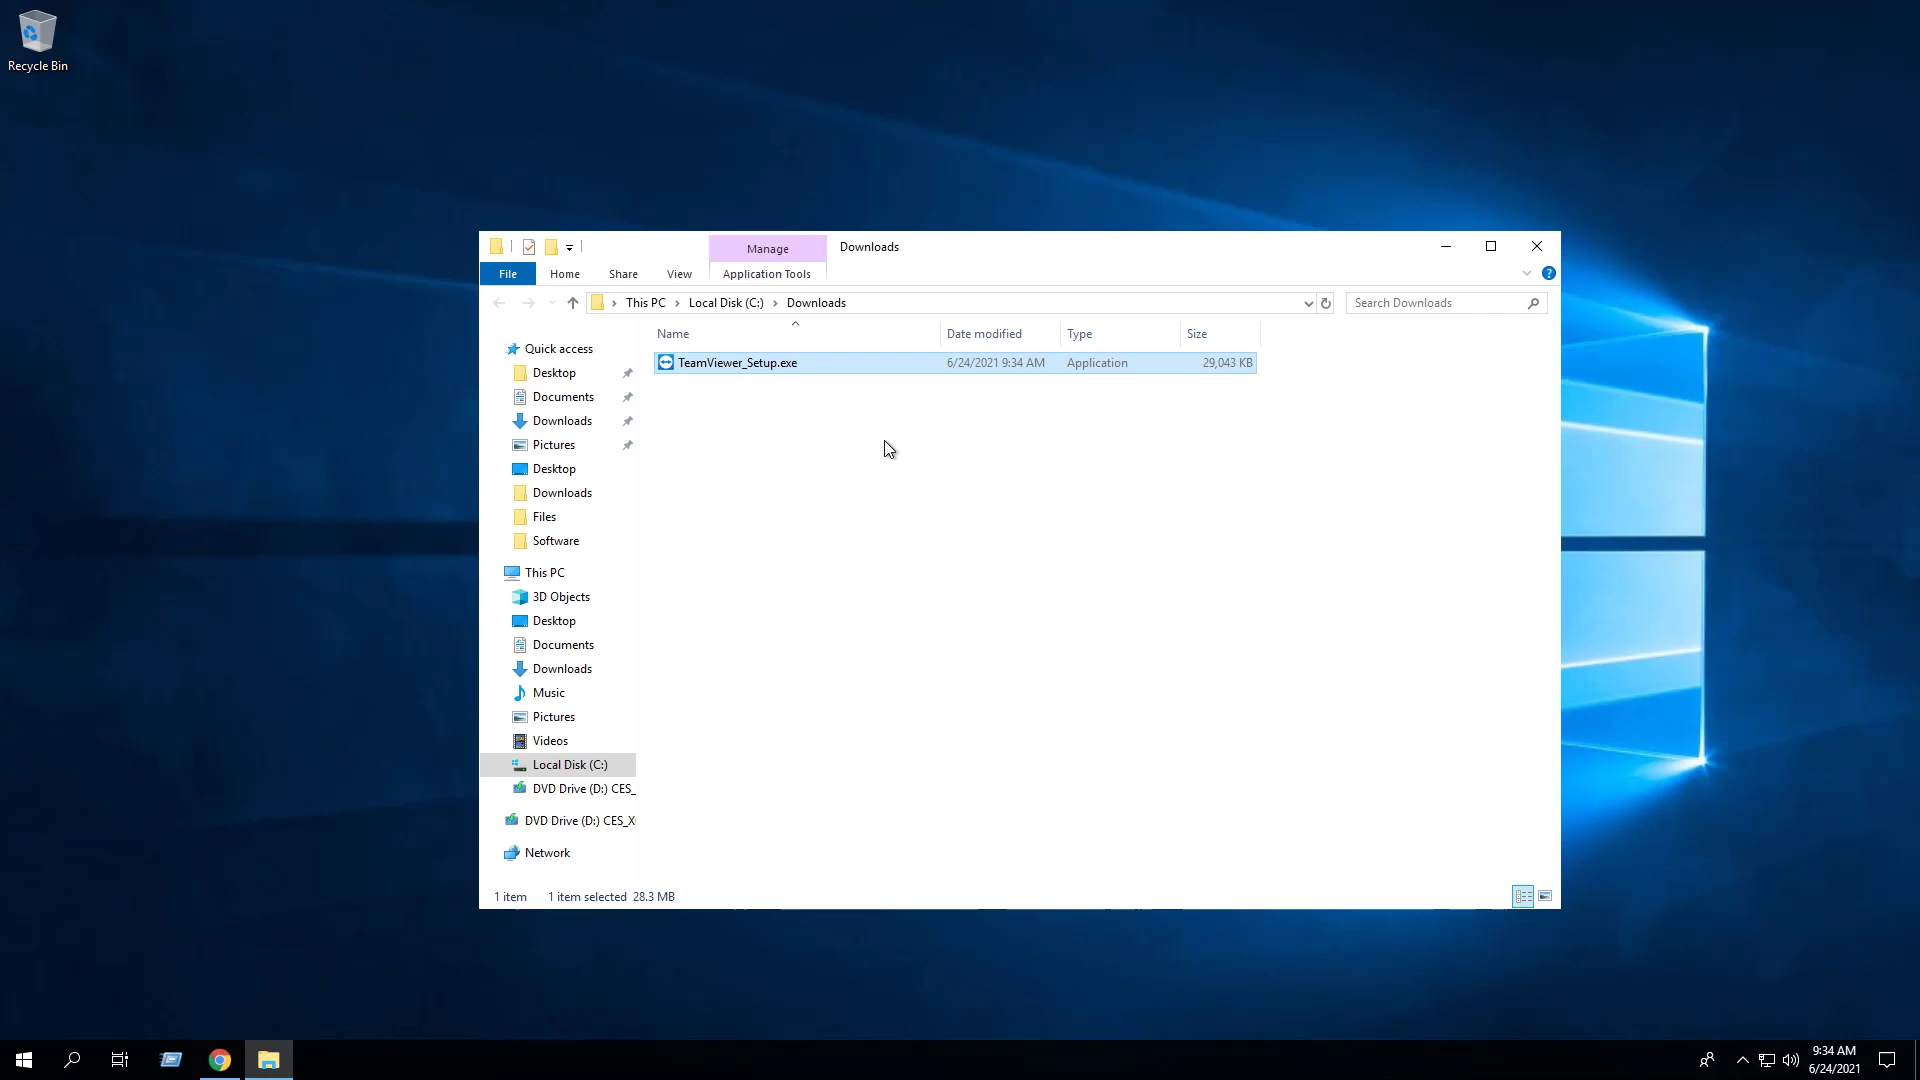 Recycle Bin
Manage
Downloads
File
Home
Share
View
Application Tools
This PC
Local Disk (C:)
Downloads
Search Downloads
Name
Date modified
Type
Size
TeamViewer_Setup.exe
6/24/2021 9:34 AM
Application
29,043 KB
Quick access
Desktop
Documents
Downloads
Pictures
Desktop
Downloads
Files
Software
This PC
3D Objects
Desktop
Documents
Downloads
Music
Pictures
Videos
Local Disk (C:)
DVD Drive (D:) CES_
DVD Drive (D:) CES_X
Network
1 item
1 item selected 28.3 MB
9:34 AM
6/24/2021